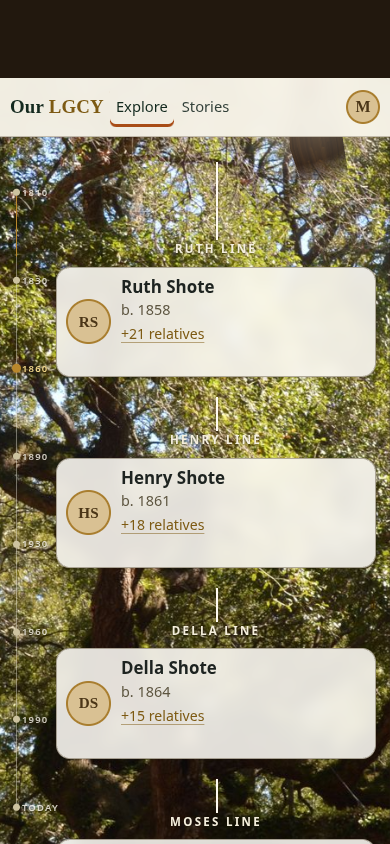 Our LGCY Explore Stories M
1810
RUTH LINE
1830
Ruth Shote
b. 1858
RS
+21 relatives
1860
HENRY LINE
1890
Henry Shote
b. 1861
HS
+18 relatives
1930
1960
DELLA LINE
Della Shote
b. 1864
DS
+15 relatives
1990
TODAY
MOSES LINE